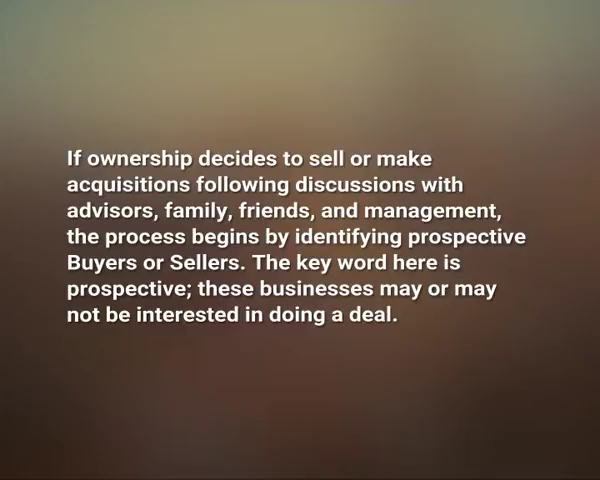 If ownership decides to sell or make
acquisitions following discussions with
advisors, family, friends, and management,
the process begins by identifying prospective
Buyers or Sellers. The key word here is
prospective; these businesses may or may
not be interested in doing a deal.